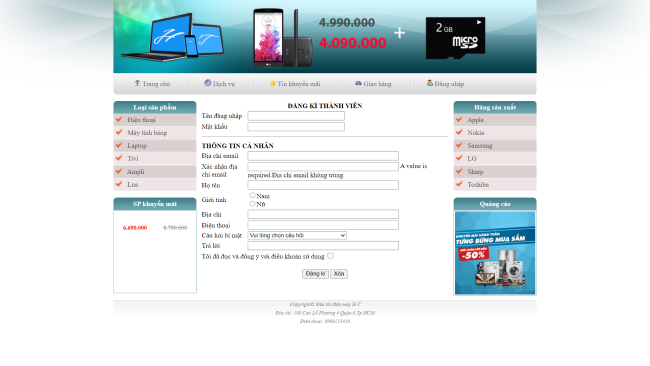 4.990.000
4.090.000
+
2 GB
micro SD
Trang chủ
Dịch vụ
Tin khuyến mãi
Giao hàng
Đăng nhập
Loại sản phẩm
Điện thoại
Máy tính bảng
Laptop
Tivi
Ampli
Loa
SP khuyến mãi
6.690.000 8.790.000
ĐĂNG KÍ THÀNH VIÊN
Tên đăng nhập
Mật khẩu
THÔNG TIN CÁ NHÂN
Địa chỉ email
Xác nhận địa chỉ email
A value is required.Địa chỉ email không trùng.
Họ tên
Giới tính
Nam
Nữ
Địa chỉ
Điện thoại
Câu hỏi bí mật
Vui lòng chọn câu hỏi
Trả lời
Tôi đã đọc và đồng ý với điều khoản sử dụng
Đăng kí
Xóa
Hãng sản xuất
Apple
Nokia
Samsung
LG
Sharp
Toshiba
Quảng cáo
KHUYẾN MÃI HÀNG TUẦN
TƯNG BỪNG MUA SẮM
-50%
Copyright© Siêu thị điện máy H-T
Địa chỉ: 180 Cao Lỗ Phường 4 Quận 8 Tp.HCM